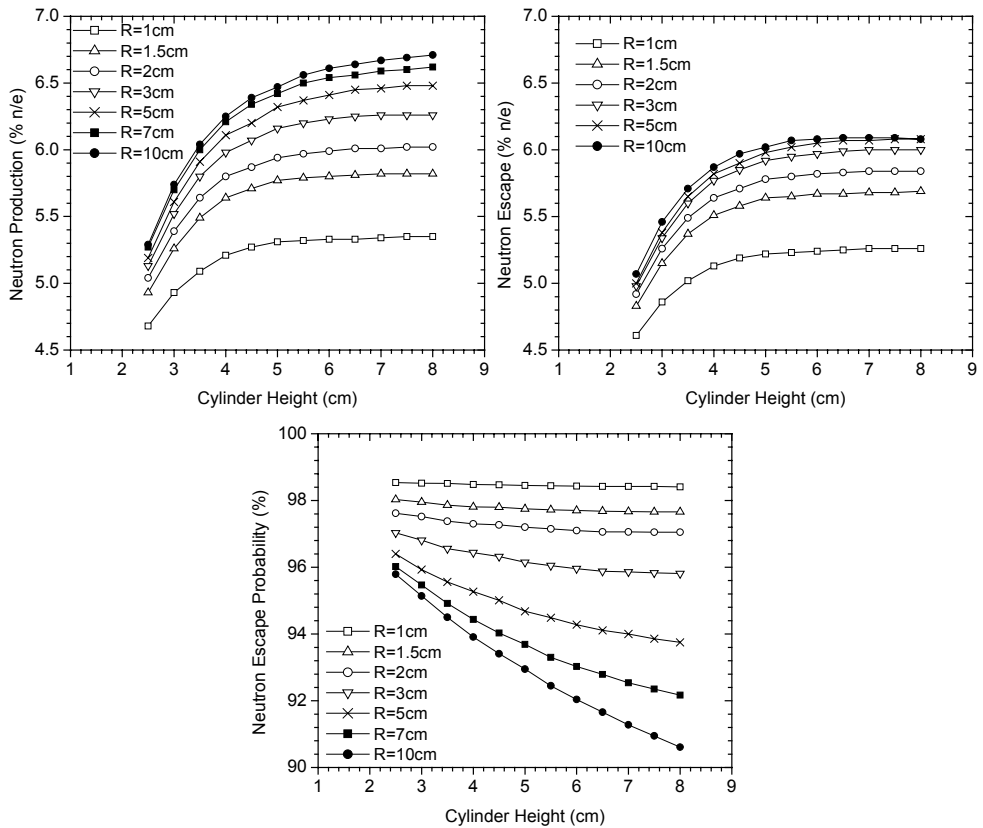 7.0
6.5
6.0
5.5
5.0
4.5
1 2 3 4 5 6 7 8 9
Neutron Production (% n/e)
Cylinder Height (cm)
R=1cm
R=1.5cm
R=2cm
R=3cm
R=5cm
R=7cm
R=10cm
7.0
6.5
6.0
5.5
5.0
4.5
1 2 3 4 5 6 7 8 9
Neutron Escape (% n/e)
Cylinder Height (cm)
R=1cm
R=1.5cm
R=2cm
R=3cm
R=5cm
R=10cm
100
98
96
94
92
90
1 2 3 4 5 6 7 8 9
Neutron Escape Probability (%)
Cylinder Height (cm)
R=1cm
R=1.5cm
R=2cm
R=3cm
R=5cm
R=7cm
R=10cm